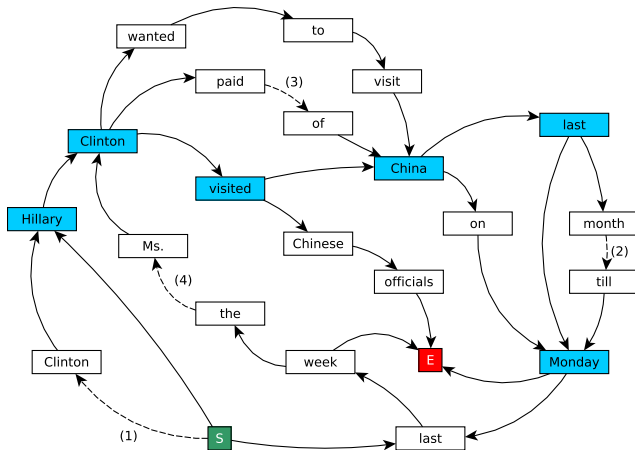 wanted
to
paid
(3)
visit
of
Clinton
last
China
visited
Hillary
on
month
Ms.
Chinese
(2)
(4)
officials
till
the
Clinton
week
E
Monday
(1)
S
last